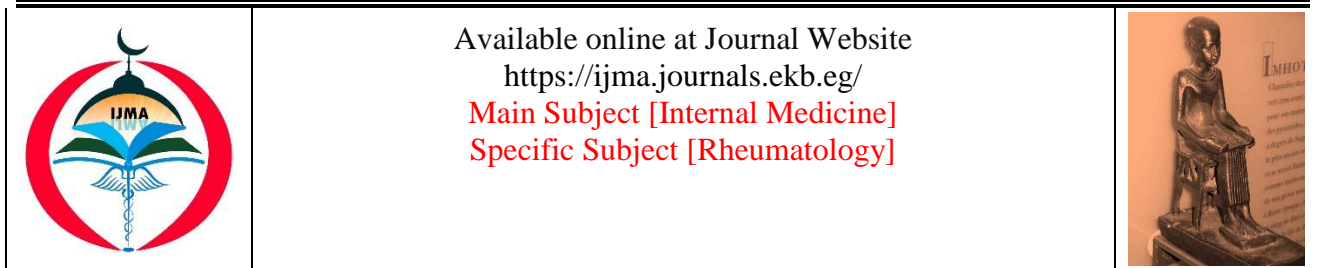 IJMA
Available online at Journal Website
https://ijma.journals.ekb.eg/
Main Subject [Internal Medicine]
Specific Subject [Rheumatology]
IMHOT